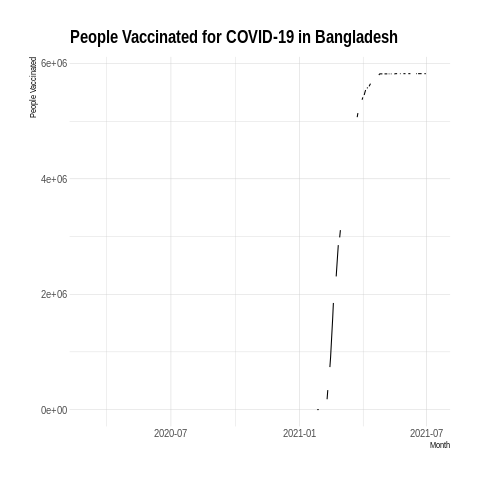 People Vaccinated for COVID-19 in Bangladesh
People Vaccinated
6e+06
4e+06
2e+06
0e+00
2020-07
2021-01
2021-07
Month